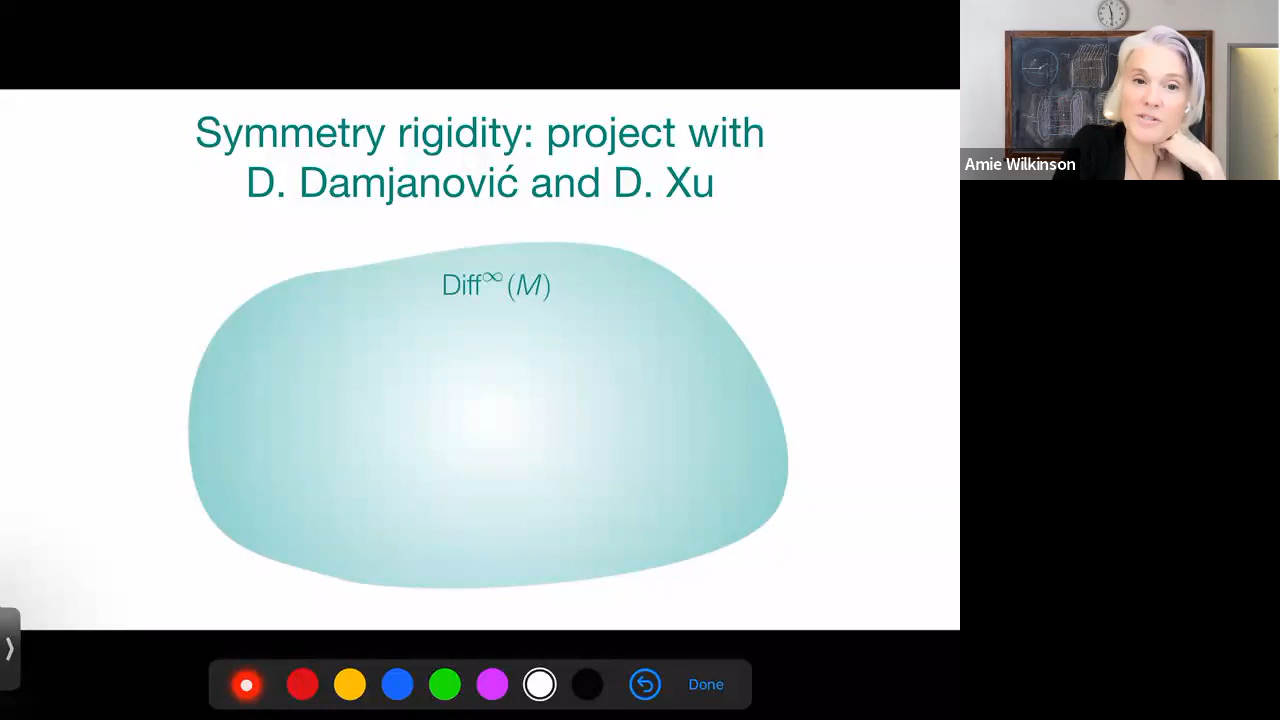 Symmetry rigidity: project with
D. Damjanović and D. Xu
Diff∞(M)
Amie Wilkinson
Done